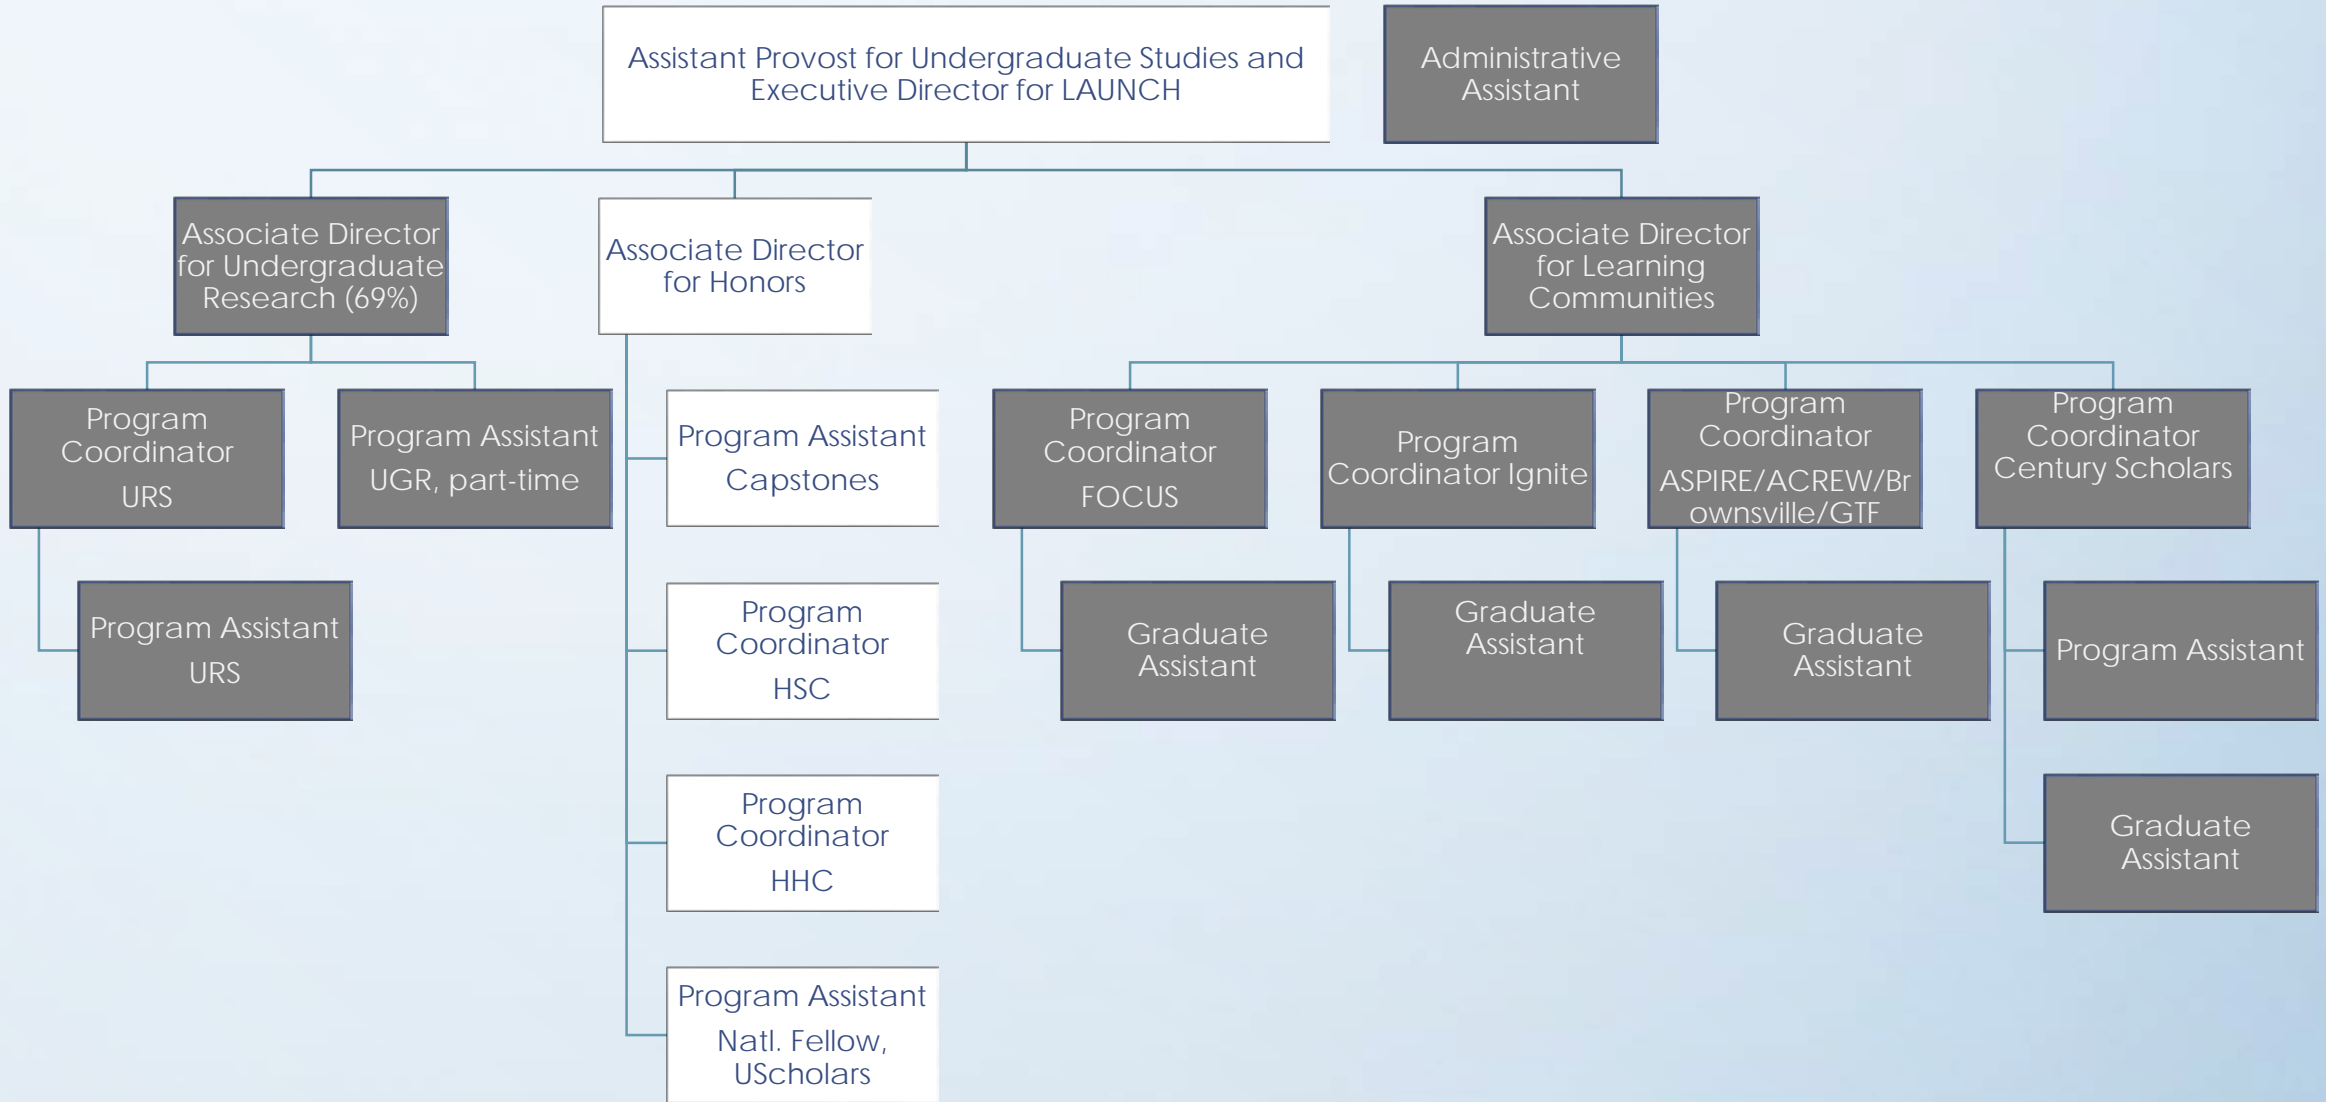 Assistant Provost for Undergraduate Studies and
Executive Director for LAUNCH
Administrative
Assistant
Associate Director
for Undergraduate
Research (69%)
Associate Director
for Honors
Associate Director
for Learning
Communities
Program
Coordinator
URS
Program Assistant
UGR, part-time
Program Assistant
URS
Program Assistant
Capstones
Program
Coordinator
HSC
Program
Coordinator
HHC
Program Assistant
Natl. Fellow,
UScholars
Program
Coordinator
FOCUS
Graduate
Assistant
Program
Coordinator Ignite
Graduate
Assistant
Program
Coordinator
ASPIRE/ACREW/Br
ownsville/GTF
Graduate
Assistant
Program
Coordinator
Century Scholars
Program Assistant
Graduate
Assistant